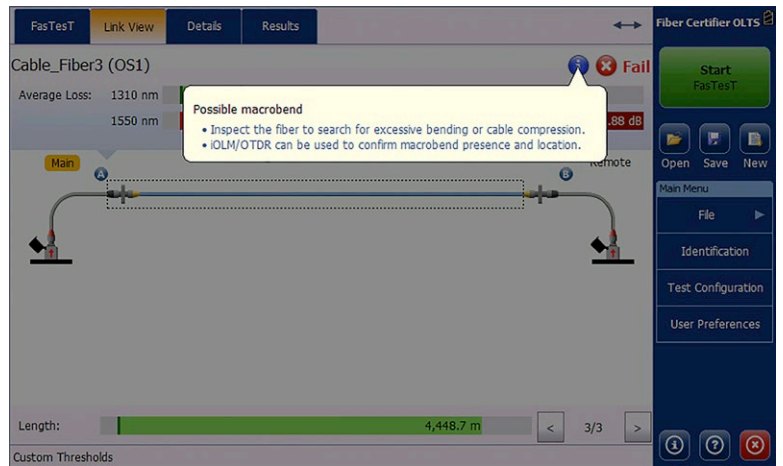 FasTesT
Link View
Details
Results
Fiber Certifier OLTS
Cable_Fiber3 (OS1)
Fail
Average Loss:
1310 nm
1550 nm
.88 dB
Possible macrobend
• Inspect the fiber to search for excessive bending or cable compression.
• iOLM/OTDR can be used to confirm macrobend presence and location.
Main
A
B
Remote
Length:
4,448.7 m
<
3/3
>
Custom Thresholds
Start
FasTesT
Open
Save
New
Main Menu
File
Identification
Test Configuration
User Preferences